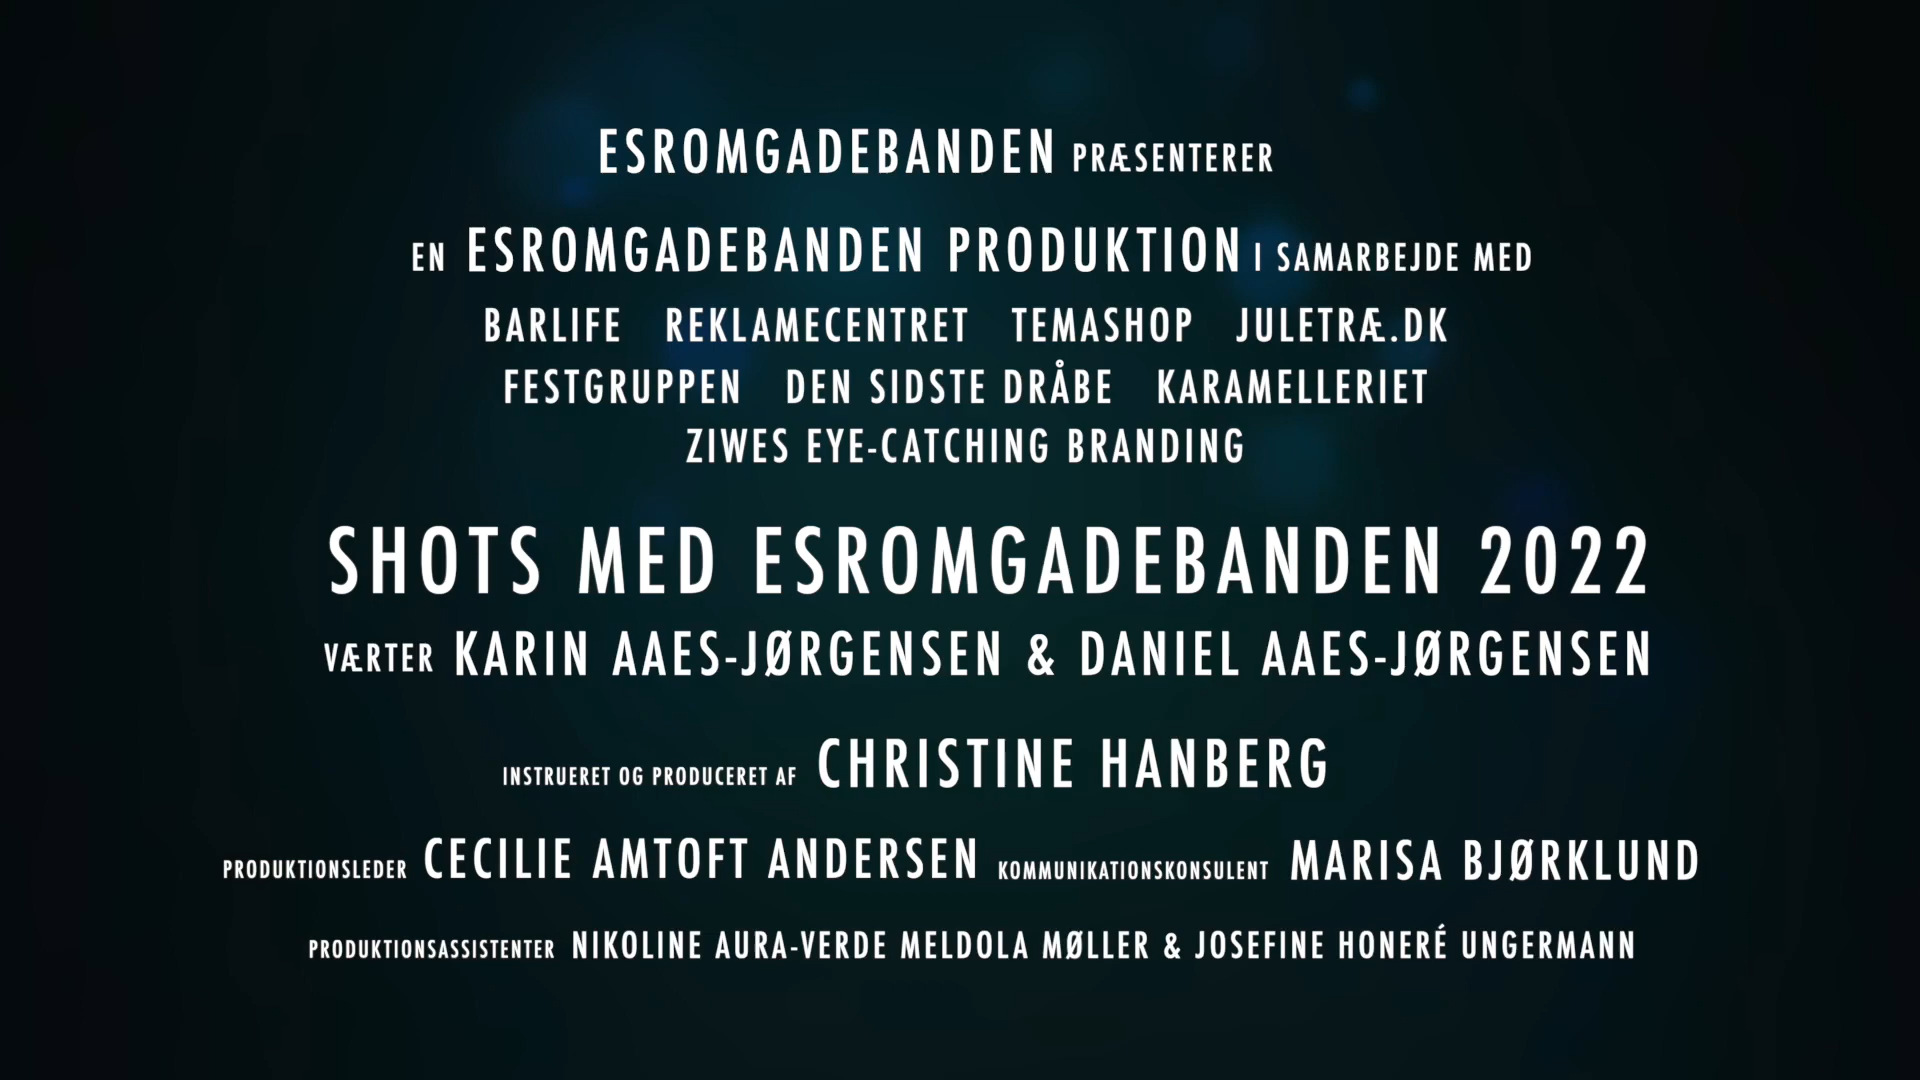 ESROMGADEBANDEN PRÆSENTERER
EN ESROMGADEBANDEN PRODUKTION I SAMARBEJDE MED
BARLIFE REKLAMECENTRET TEMASHOP JULETRÆ.DK
FESTGRUPPEN DEN SIDSTE DRÅBE KARAMELLERIET
ZIWES EYE-CATCHING BRANDING
SHOTS MED ESROMGADEBANDEN 2022
VÆRTER KARIN AAES-JØRGENSEN & DANIEL AAES-JØRGENSEN
INSTRUERET OG PRODUCERET AF CHRISTINE HANBERG
PRODUKTIONSLEDER CECILIE AMTOFT ANDERSEN KOMMUNIKATIONSKONSULENT MARISA BJØRKLUND
PRODUKTIONSASSISTENTER NIKOLINE AURA-VERDE MELDOLA MØLLER & JOSEFINE HONERÉ UNGERMANN